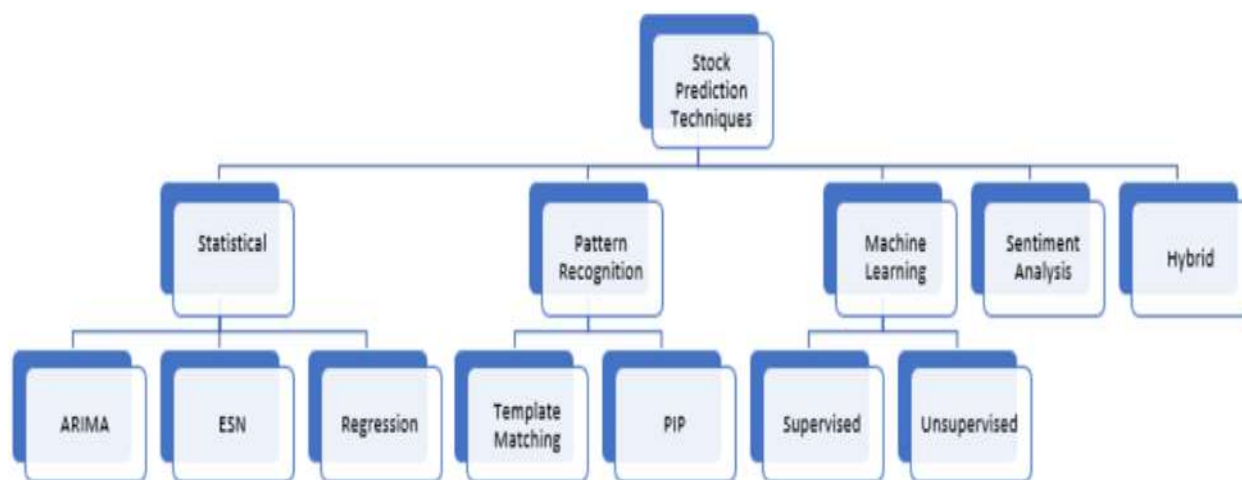 Stock
Prediction
Techniques
Statistical
Pattern
Recognition
Machine
Learning
Sentiment
Analysis
Hybrid
ARIMA
ESN
Regression
Template
Matching
PIP
Supervised
Unsupervised